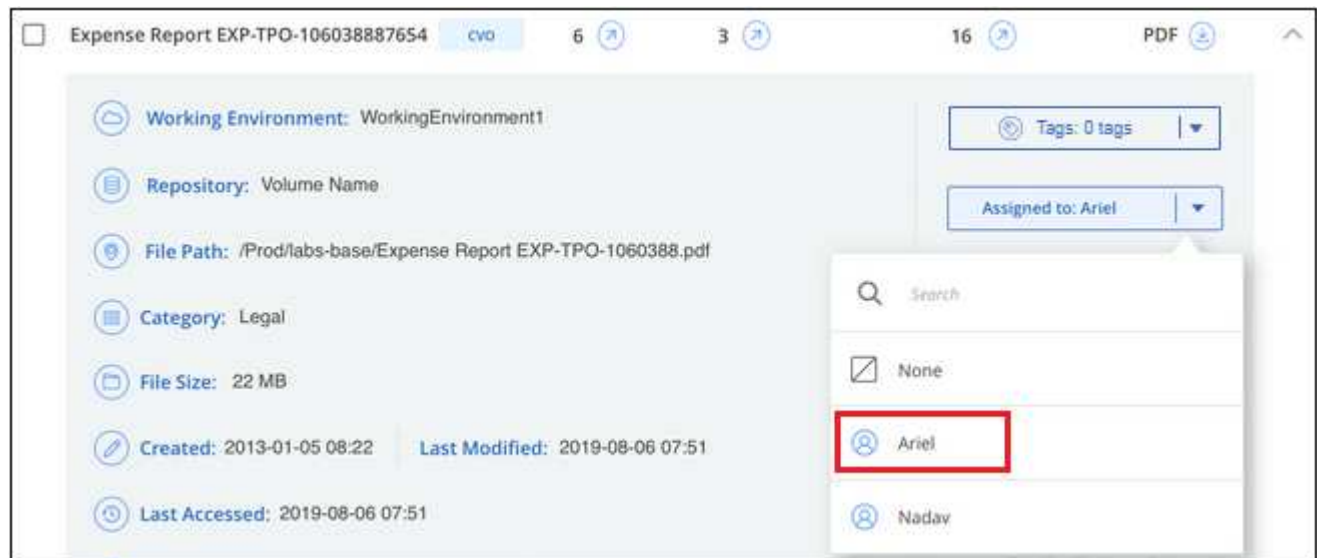 Expense Report EXP-TPO-106038887654 cvo 6 3 16 PDF
Working Environment: WorkingEnvironment1
Tags: 0 tags
Repository: Volume Name
Assigned to: Ariel
File Path: /Prod/labs-base/Expense Report EXP-TPO-1060388.pdf
Search
Category: Legal
None
File Size: 22 MB
Ariel
Created: 2013-01-05 08:22 Last Modified: 2019-08-06 07:51
Nadav
Last Accessed: 2019-08-06 07:51